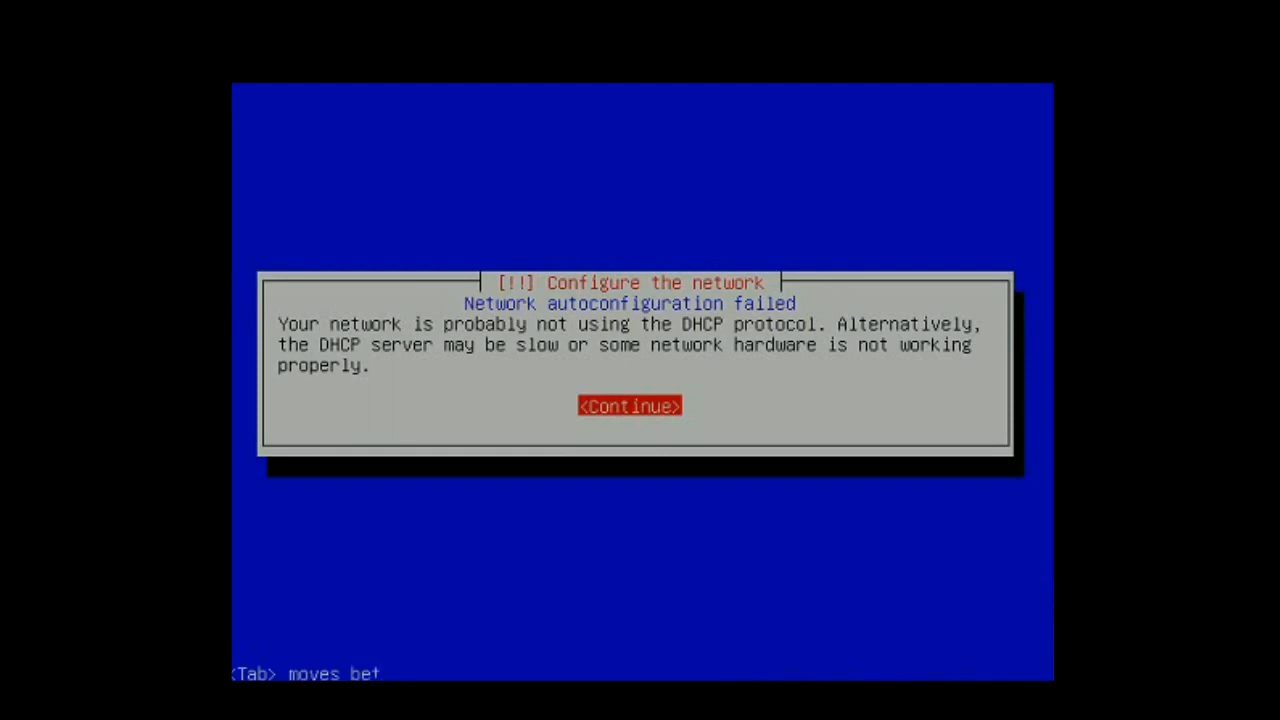 [!!] Configure the network
Network autoconfiguration failed
Your network is probably not using the DHCP protocol. Alternatively,
the DHCP server may be slow or some network hardware is not working
properly.
<Continue>
<Tab> moves bet